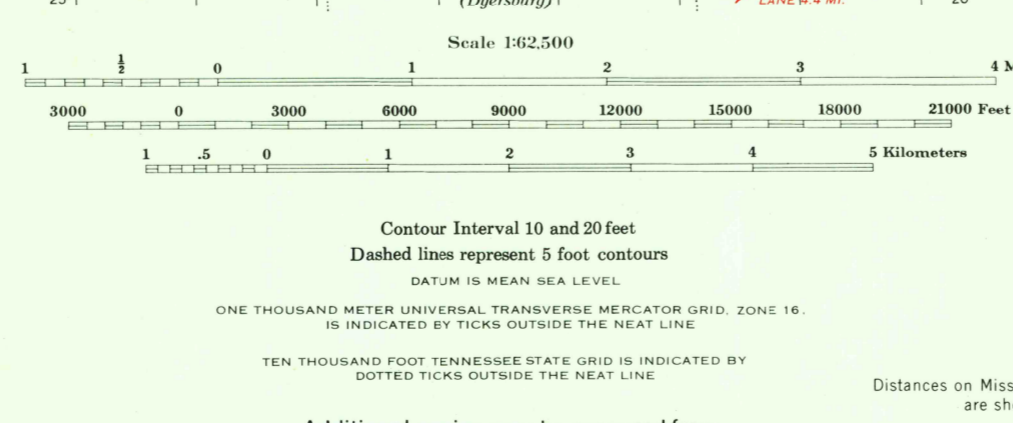 (Dyersburg)
LANE 4.4 MI.
Scale 1:62,500
1 ½ 0 1 2 3 4 M
3000 0 3000 6000 9000 12000 15000 18000 21000 Feet
1 .5 0 1 2 3 4 5 Kilometers
Contour Interval 10 and 20 feet
Dashed lines represent 5 foot contours
DATUM IS MEAN SEA LEVEL
ONE THOUSAND METER UNIVERSAL TRANSVERSE MERCATOR GRID, ZONE 16,
IS INDICATED BY TICKS OUTSIDE THE NEAT LINE
TEN THOUSAND FOOT TENNESSEE STATE GRID IS INDICATED BY
DOTTED TICKS OUTSIDE THE NEAT LINE
Distances on Miss
are sh